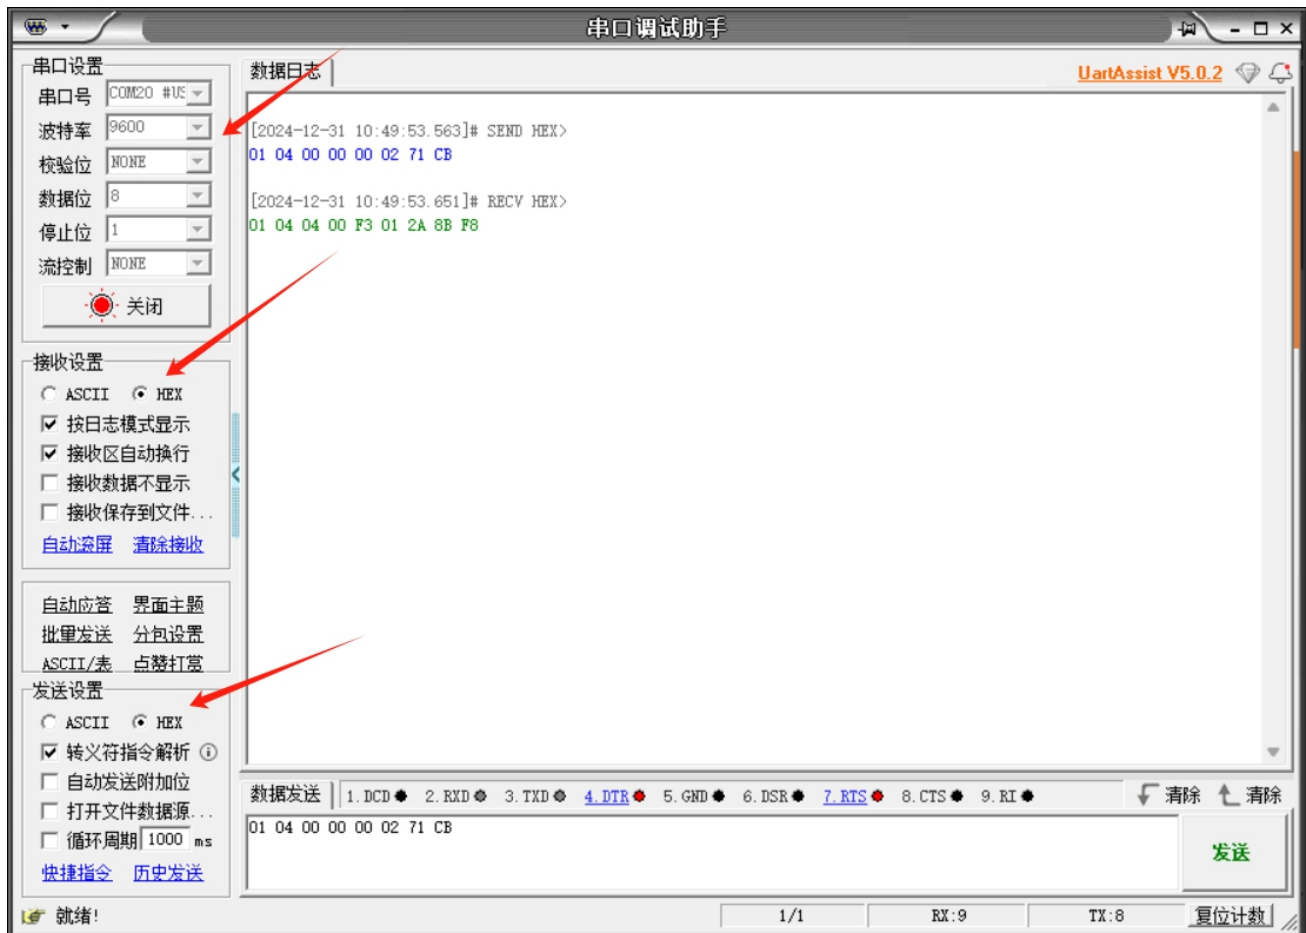 串口调试助手
串口设置
串口号 COM20 #US
波特率 9600
校验位 NONE
数据位 8
停止位 1
流控制 NONE
关闭
接收设置
ASCII HEX
按日志模式显示
接收区自动换行
接收数据不显示
接收保存到文件...
自动滚屏 清除接收
自动应答 界面主题
批量发送 分包设置
ASCII/表 点赞打赏
发送设置
ASCII HEX
转义符指令解析
自动发送附加位
打开文件数据源...
循环周期 1000 ms
快捷指令 历史发送
数据日志
UartAssist V5.0.2
[2024-12-31 10:49:53.563]# SEND HEX>
01 04 00 00 00 02 71 CB
[2024-12-31 10:49:53.651]# RECV HEX>
01 04 04 00 F3 01 2A 8B F8
数据发送 1.DCD 2.RXD 3.TXD 4.DTR 5.GND 6.DSR 7.RTS 8.CTS 9.RI 清除 清除
01 04 00 00 00 02 71 CB
发送
就绪! 1/1 RX:9 TX:8 复位计数